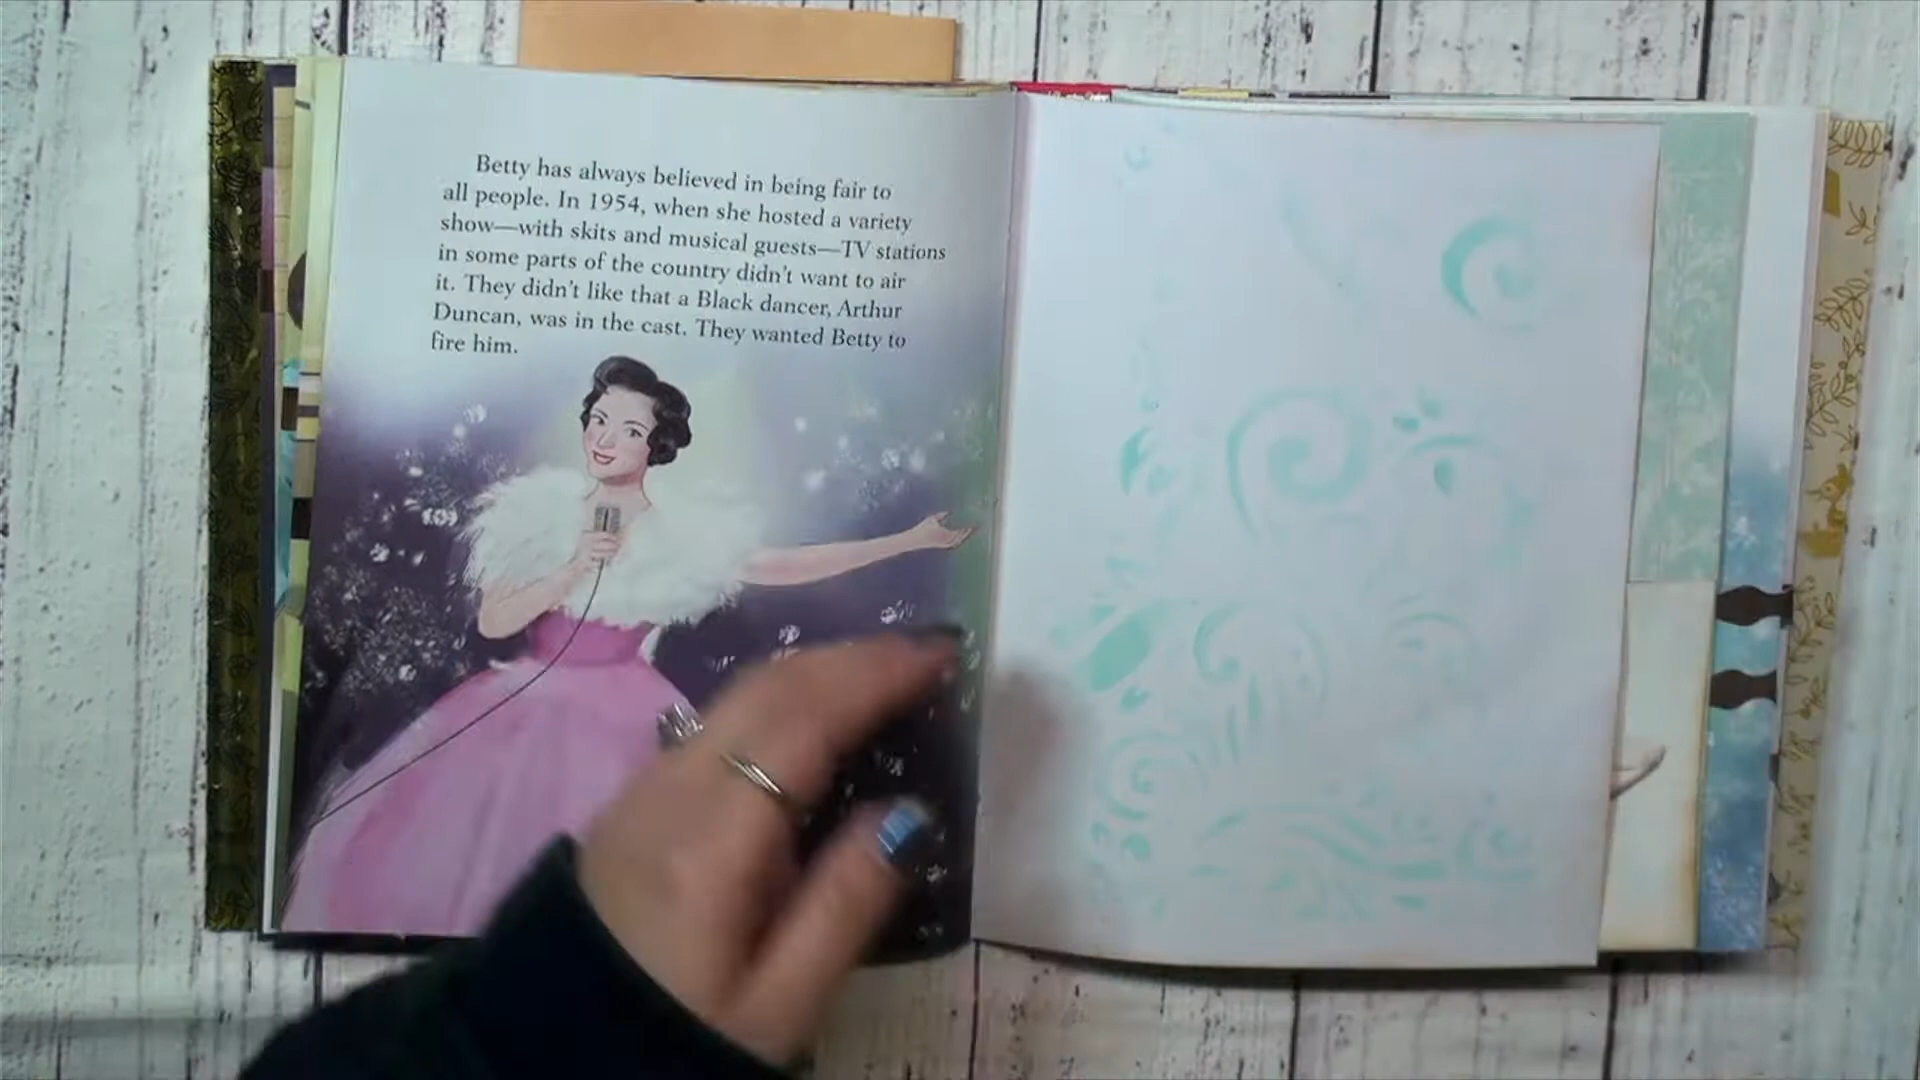 Betty has always believed in being fair to
all people. In 1954, when she hosted a variety
show—with skits and musical guests—TV stations
in some parts of the country didn't want to air
it. They didn't like that a Black dancer, Arthur
Duncan, was in the cast. They wanted Betty to
fire him.